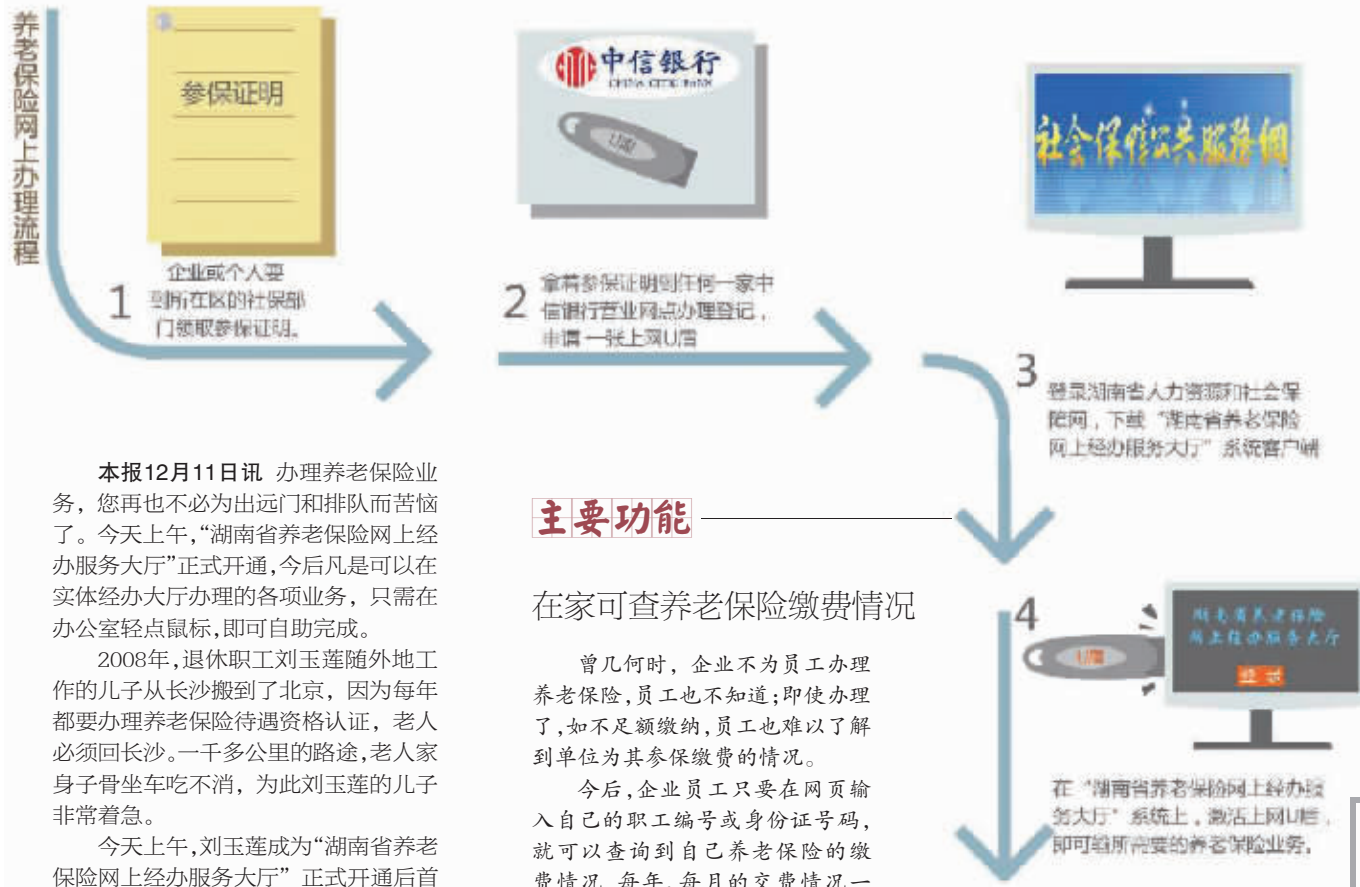 养老保险网上办理流程
参保证明
1
企业或个人要
到所在区的社保部
门领取参保证明。
中信银行
CHINA CITIC BANK
U盾
2
拿着参保证明到任何一家中
信银行营业网点办理登记，
申请一张上网U盾
社会保障公共服务網
3
登录湖南省人力资源和社会保
障网，下载“湖南省养老保险
网上经办服务大厅”系统客户端
4
U盾
湖南省养老保险
网上经办服务大厅
登录
在“湖南省养老保险网上经办服
务大厅”系统上，激活上网U盾，
即可办所需要的养老保险业务。
本报12月11日讯 办理养老保险业
务，您再也不必为出远门和排队而苦恼
了。今天上午,“湖南省养老保险网上经
办服务大厅”正式开通,今后凡是可以在
实体经办大厅办理的各项业务，只需在
办公室轻点鼠标,即可自助完成。
2008年,退休职工刘玉莲随外地工
作的儿子从长沙搬到了北京，因为每年
都要办理养老保险待遇资格认证，老人
必须回长沙。一千多公里的路途,老人家
身子骨坐车吃不消，为此刘玉莲的儿子
非常着急。
今天上午,刘玉莲成为“湖南省养老
保险网上经办服务大厅”正式开通后首
主要功能
在家可查养老保险缴费情况
曾几何时，企业不为员工办理
养老保险,员工也不知道;即使办理
了,如不足额缴纳,员工也难以了解
到单位为其参保缴费的情况。
今后,企业员工只要在网页输
入自己的职工编号或身份证号码,
就可以查询到自己养老保险的缴
费情况,每年、每月的交费情况一